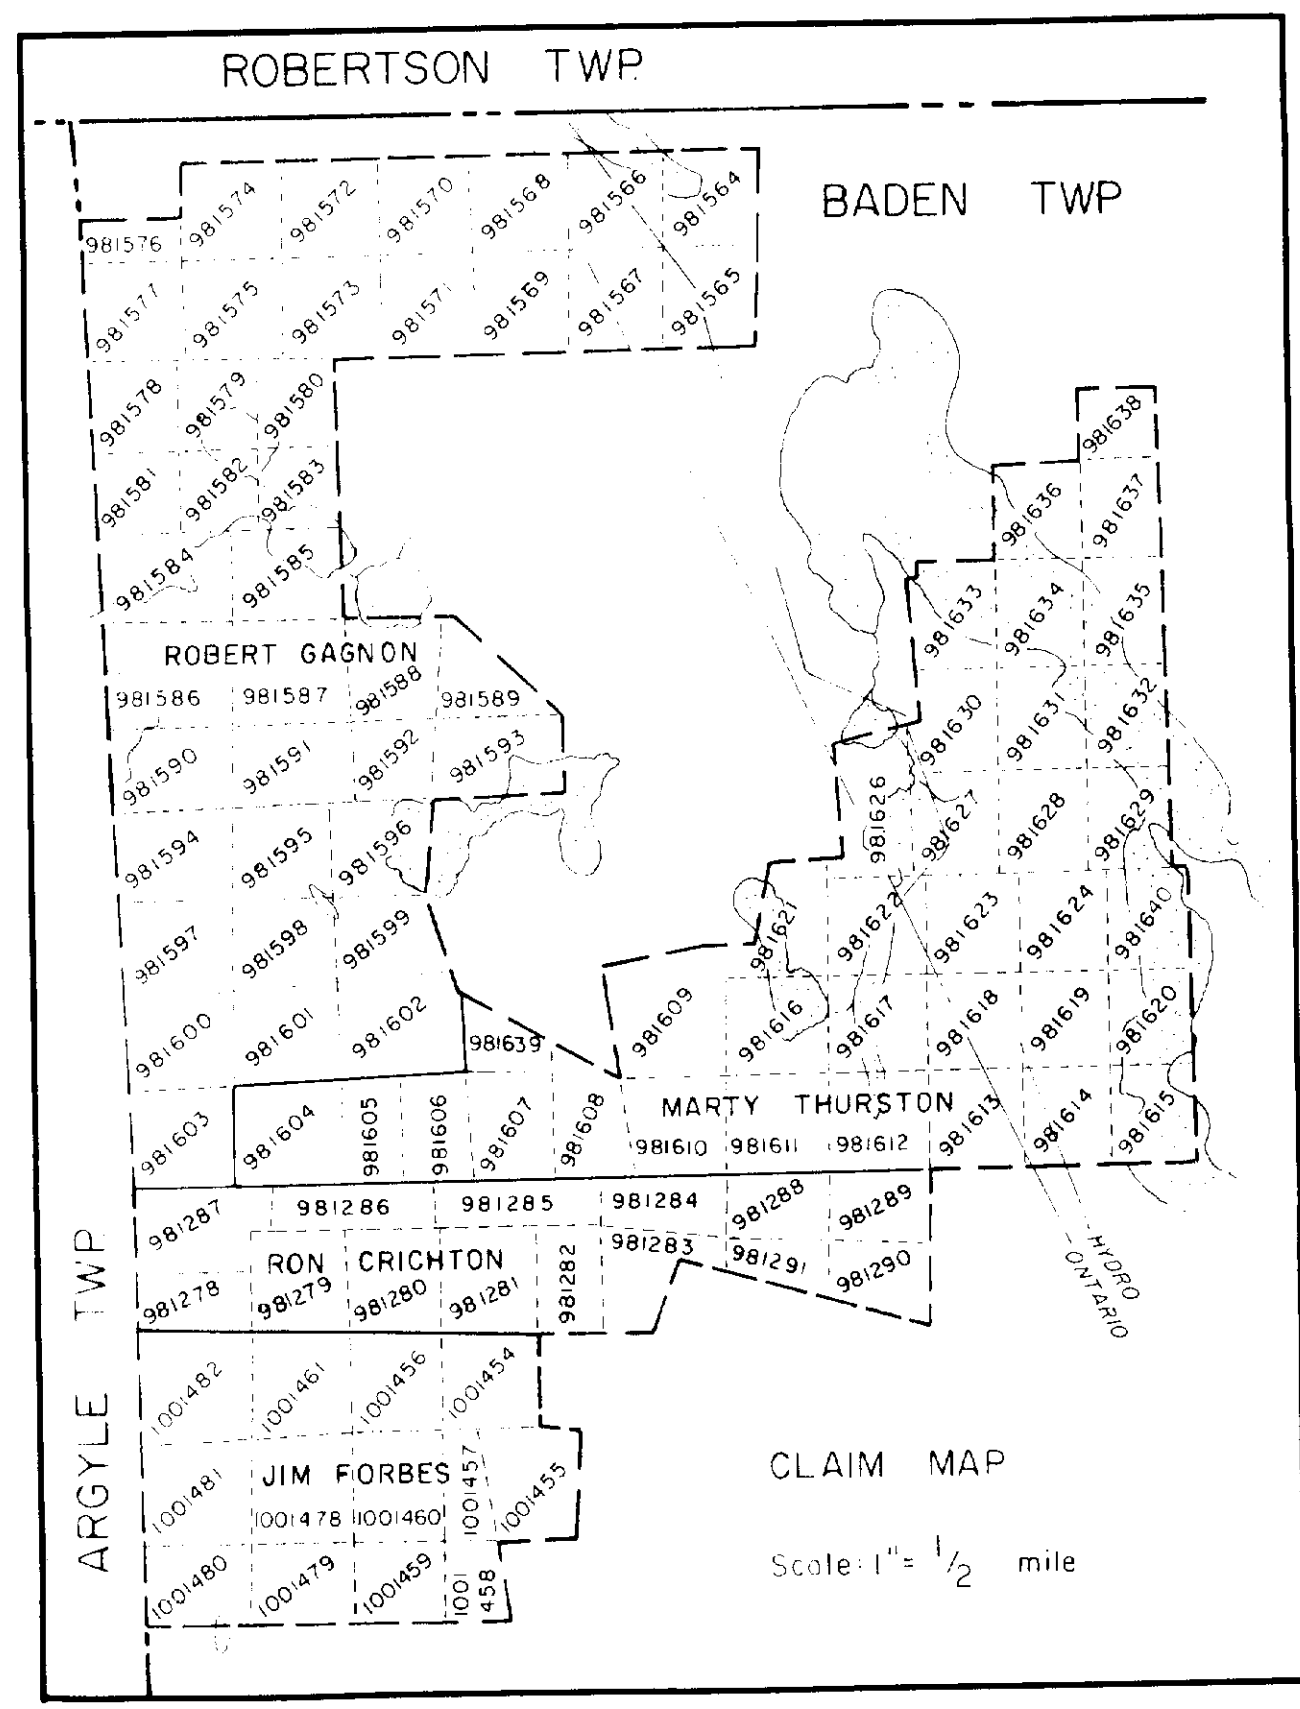 ROBERTSON TWP.
BADEN TWP
981576 981574 981572 981570 981568 981566 981564
981577 981575 981573 981571 981569 981567 981565
981578 981579 981580
981581 981582 981583
981584 981585
ROBERT GAGNON
981586 981587 981588 981589
981590 981591 981592 981593
981594 981595 981596
981597 981598 981599
981600 981601 981602 981639
981603 981604 981605 981606 981607 981608
981638
981636 981637
981633 981634 981635
981630 981631 981632
981626 981627 981628 981629
981621 981622 981623 981624 981640
981609 981616 981617 981618 981619 981620
MARTY THURSTON
981610 981611 981612 981613 981614 981615
981287 981286 981285 981284 981288 981289
RON CRICHTON
981278 981279 981280 981281 981282 981283 981291 981290
HYDRO
ONTARIO
ARGYLE TWP
1001482 1001461 1001456 1001454
JIM FORBES
1001481 1001478 1001460 1001457 1001455
1001480 1001479 1001459 1001
458
CLAIM MAP
Scale: 1" = 1/2 mile